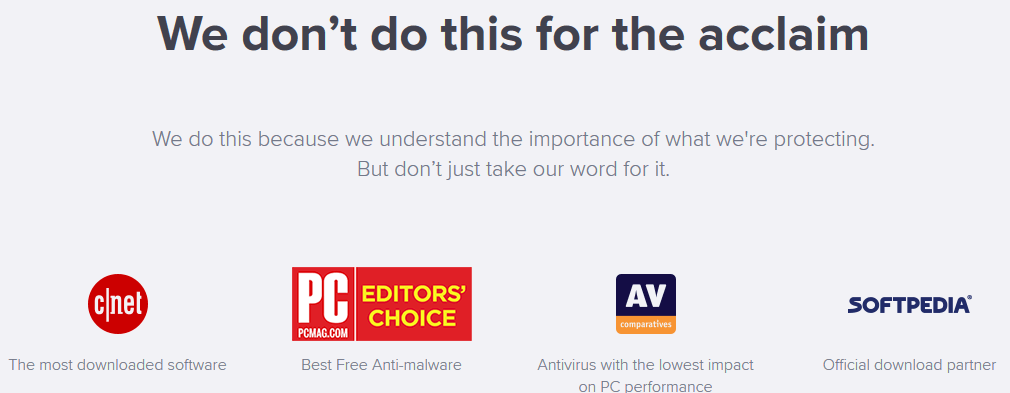 We don’t do this for the acclaim
We do this because we understand the importance of what we're protecting.
But don’t just take our word for it.
c|net
The most downloaded software
PC
PCMAG.COM
EDITORS’
CHOICE
Best Free Anti-malware
AV
comparatives
Antivirus with the lowest impact
on PC performance
SOFTPEDIA®
Official download partner